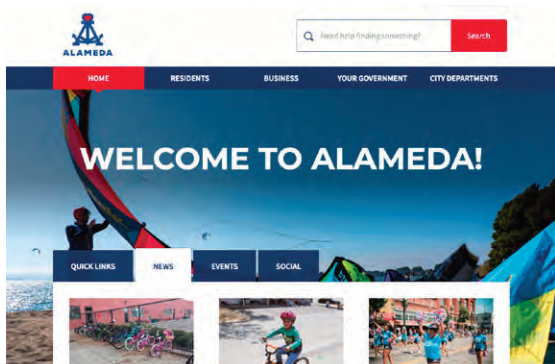 ALAMEDA
Need help finding something?
Search
HOME RESIDENTS BUSINESS YOUR GOVERNMENT CITY DEPARTMENTS
WELCOME TO ALAMEDA!
QUICK LINKS NEWS EVENTS SOCIAL